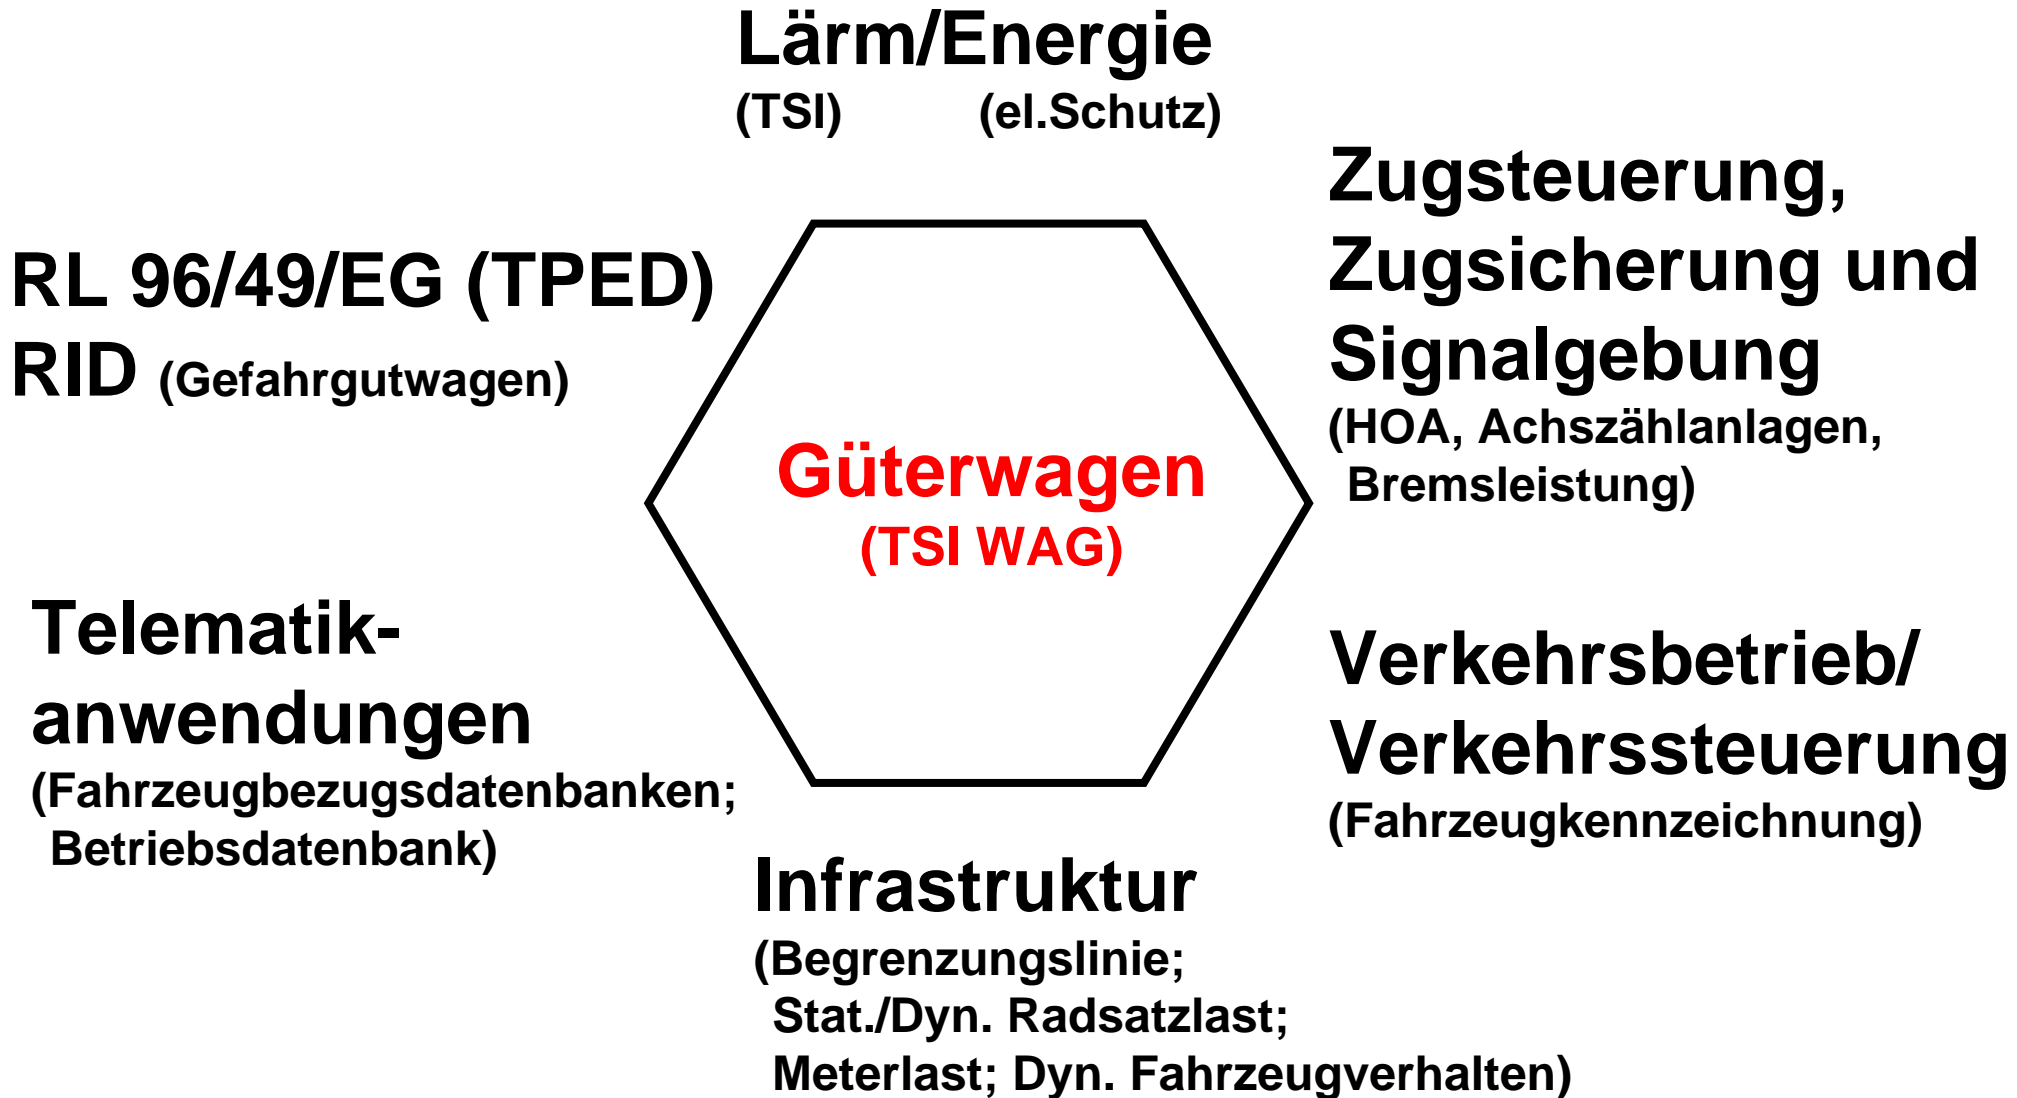 Lärm/Energie
(TSI) (el.Schutz)
RL 96/49/EG (TPED)
RID (Gefahrgutwagen)
Zugsteuerung,
Zugsicherung und
Signalgebung
(HOA, Achszählanlagen,
Bremsleistung)
Güterwagen
(TSI WAG)
Telematik-
anwendungen
(Fahrzeugbezugsdatenbanken;
Betriebsdatenbank)
Verkehrsbetrieb/
Verkehrssteuerung
(Fahrzeugkennzeichnung)
Infrastruktur
(Begrenzungslinie;
Stat./Dyn. Radsatzlast;
Meterlast; Dyn. Fahrzeugverhalten)